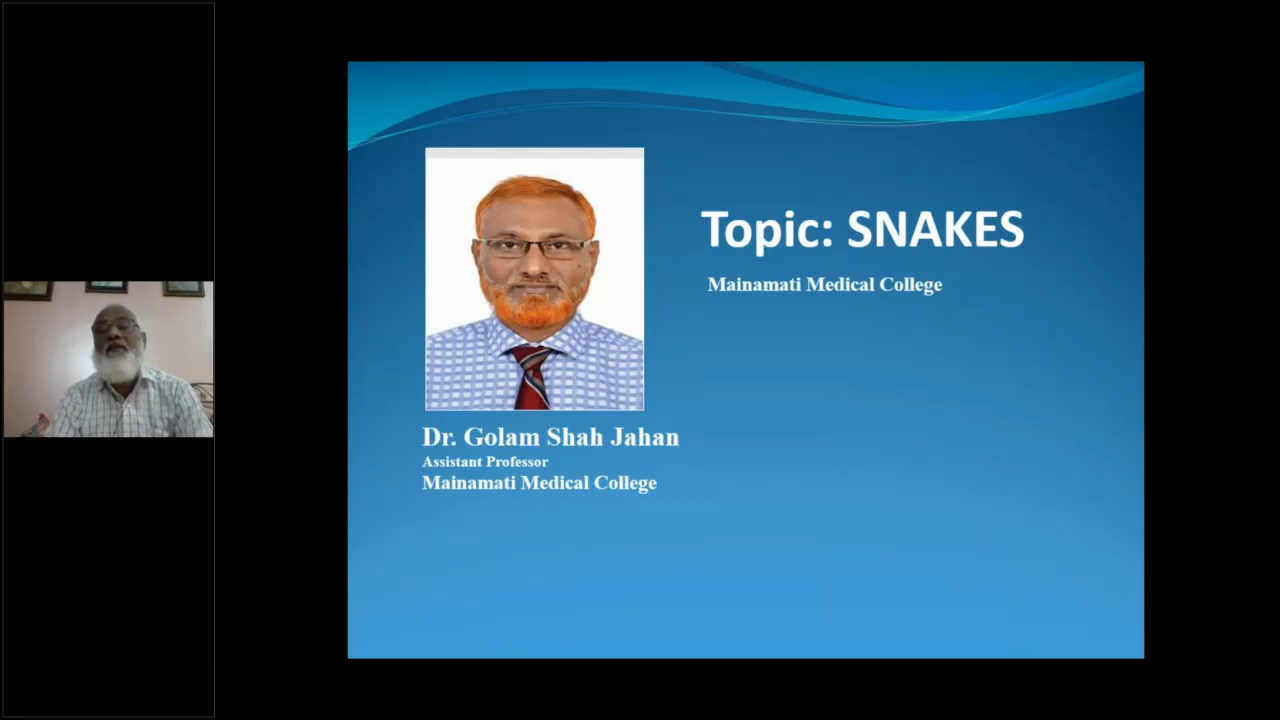 Topic: SNAKES
Mainamati Medical College
Dr. Golam Shah Jahan
Assistant Professor
Mainamati Medical College